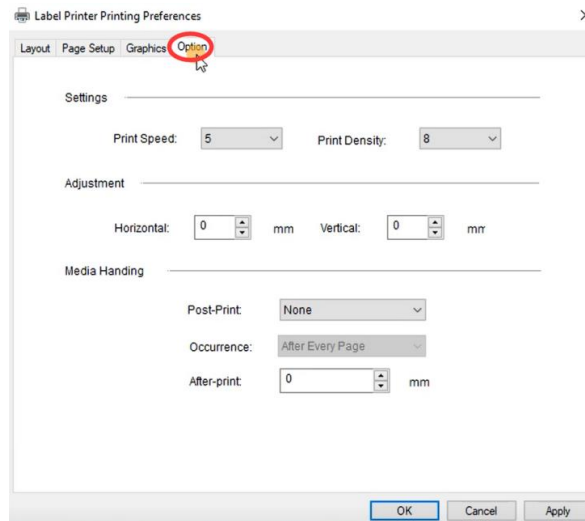 Label Printer Printing Preferences
Layout Page Setup Graphics Option
Settings
Print Speed: 5 Print Density: 8
Adjustment
Horizontal: 0 mm Vertical: 0 mm
Media Handing
Post-Print: None
Occurrence: After Every Page
After-print: 0 mm
OK Cancel Apply